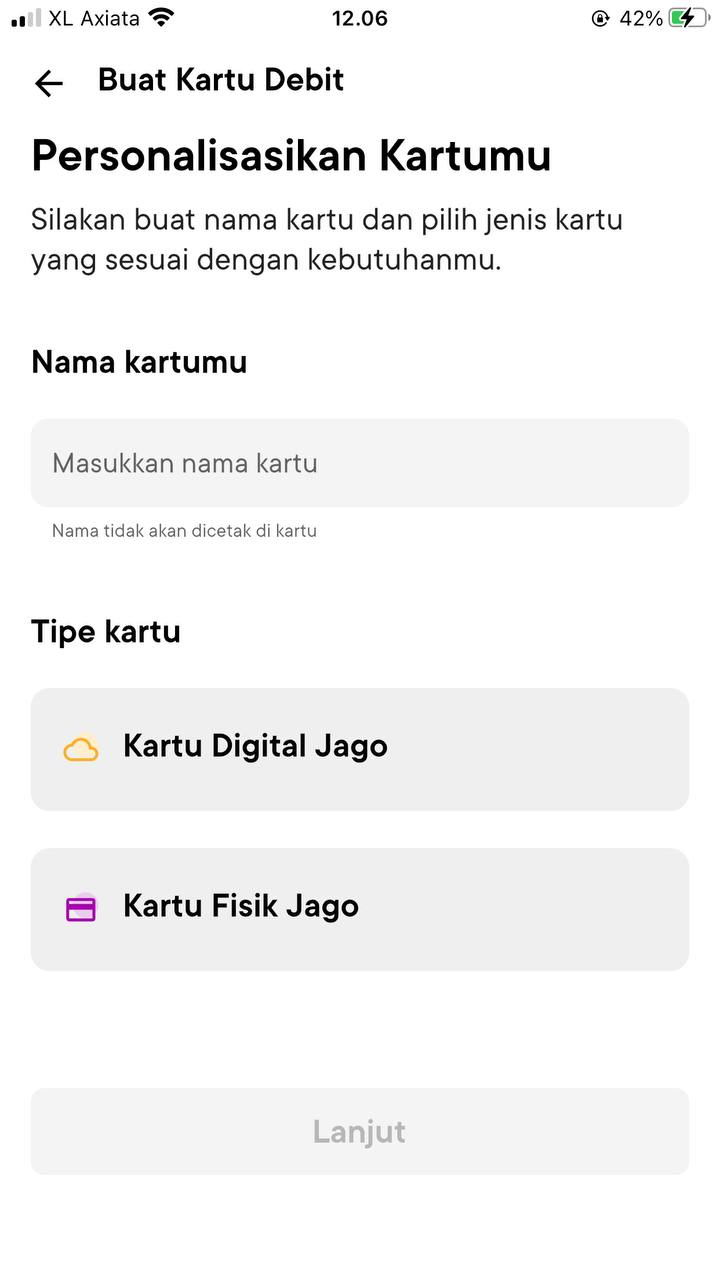 XL Axiata 12.06 42%
Buat Kartu Debit
Personalisasikan Kartumu
Silakan buat nama kartu dan pilih jenis kartu
yang sesuai dengan kebutuhanmu.
Nama kartumu
Masukkan nama kartu
Nama tidak akan dicetak di kartu
Tipe kartu
Kartu Digital Jago
Kartu Fisik Jago
Lanjut